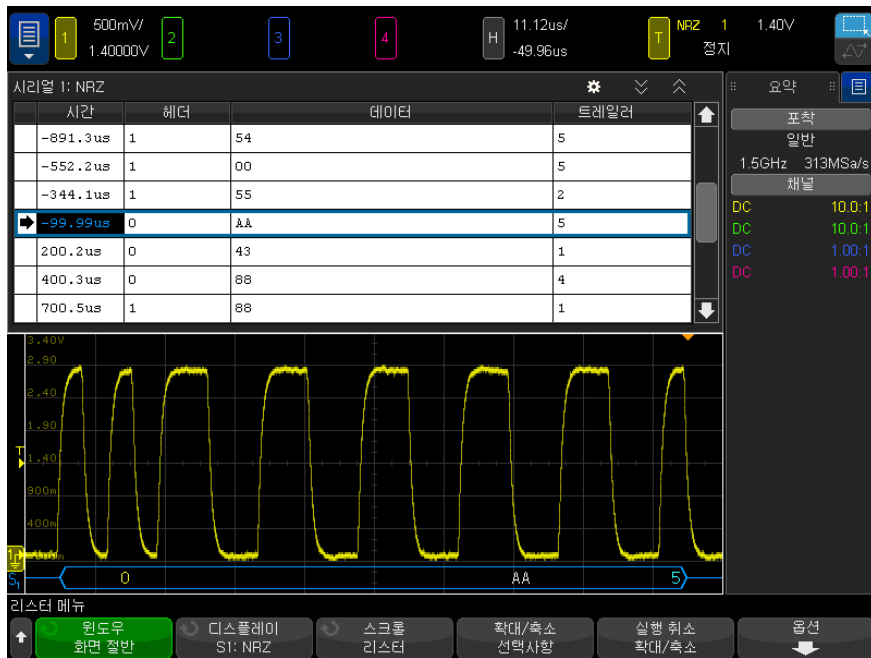 1 500mV/ 1.40000V 2 3 4 H 11.12us/ -49.96us T NRZ 1 1.40V 정지
시리얼 1: NRZ
시간 헤더 데이터 트레일러
-891.3us 1 54 5
-552.2us 1 00 5
-344.1us 1 55 2
-99.99us 0 AA 5
200.2us 0 43 1
400.3us 0 88 4
700.5us 1 88 1
요약
포착
일반
1.5GHz 313MSa/s
채널
DC 10.0:1
DC 10.0:1
DC 1.00:1
DC 1.00:1
3.40V
2.90
2.40
1.90
T
1.40
900m
400m
1
S1 0 AA 5
리스터 메뉴
윈도우 화면 절반
디스플레이 S1: NRZ
스크롤 리스터
확대/축소 선택사항
실행 취소 확대/축소
옵션